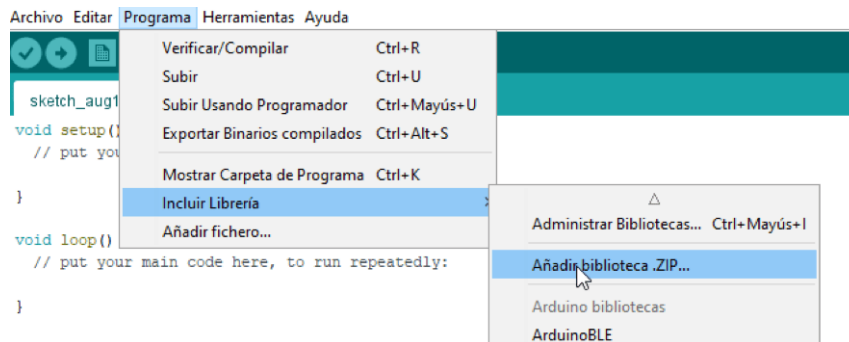 Archivo Editar Programa Herramientas Ayuda
Verificar/Compilar Ctrl+R
Subir Ctrl+U
Subir Usando Programador Ctrl+Mayús+U
Exportar Binarios compilados Ctrl+Alt+S
Mostrar Carpeta de Programa Ctrl+K
Incluir Librería
Añadir fichero...
Administrar Bibliotecas... Ctrl+Mayús+I
Añadir biblioteca .ZIP...
Arduino bibliotecas
ArduinoBLE
sketch_aug1
void setup()
// put you
}
void loop()
// put your main code here, to run repeatedly:
}